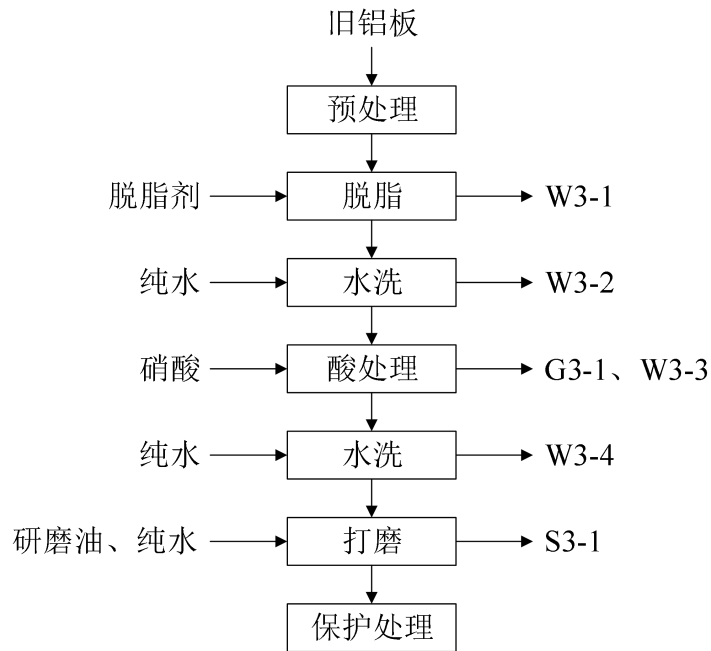 旧铝板
预处理
脱脂剂 脱脂 W3-1
纯水 水洗 W3-2
硝酸 酸处理 G3-1、W3-3
纯水 水洗 W3-4
研磨油、纯水 打磨 S3-1
保护处理